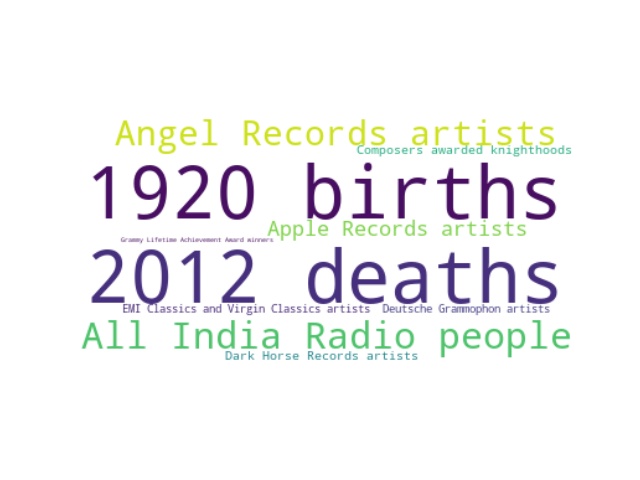 Angel Records artists
Composers awarded knighthoods
1920 births
Apple Records artists
Grammy Lifetime Achievement Award winners
2012 deaths
EMI Classics and Virgin Classics artists
Deutsche Grammophon artists
All India Radio people
Dark Horse Records artists